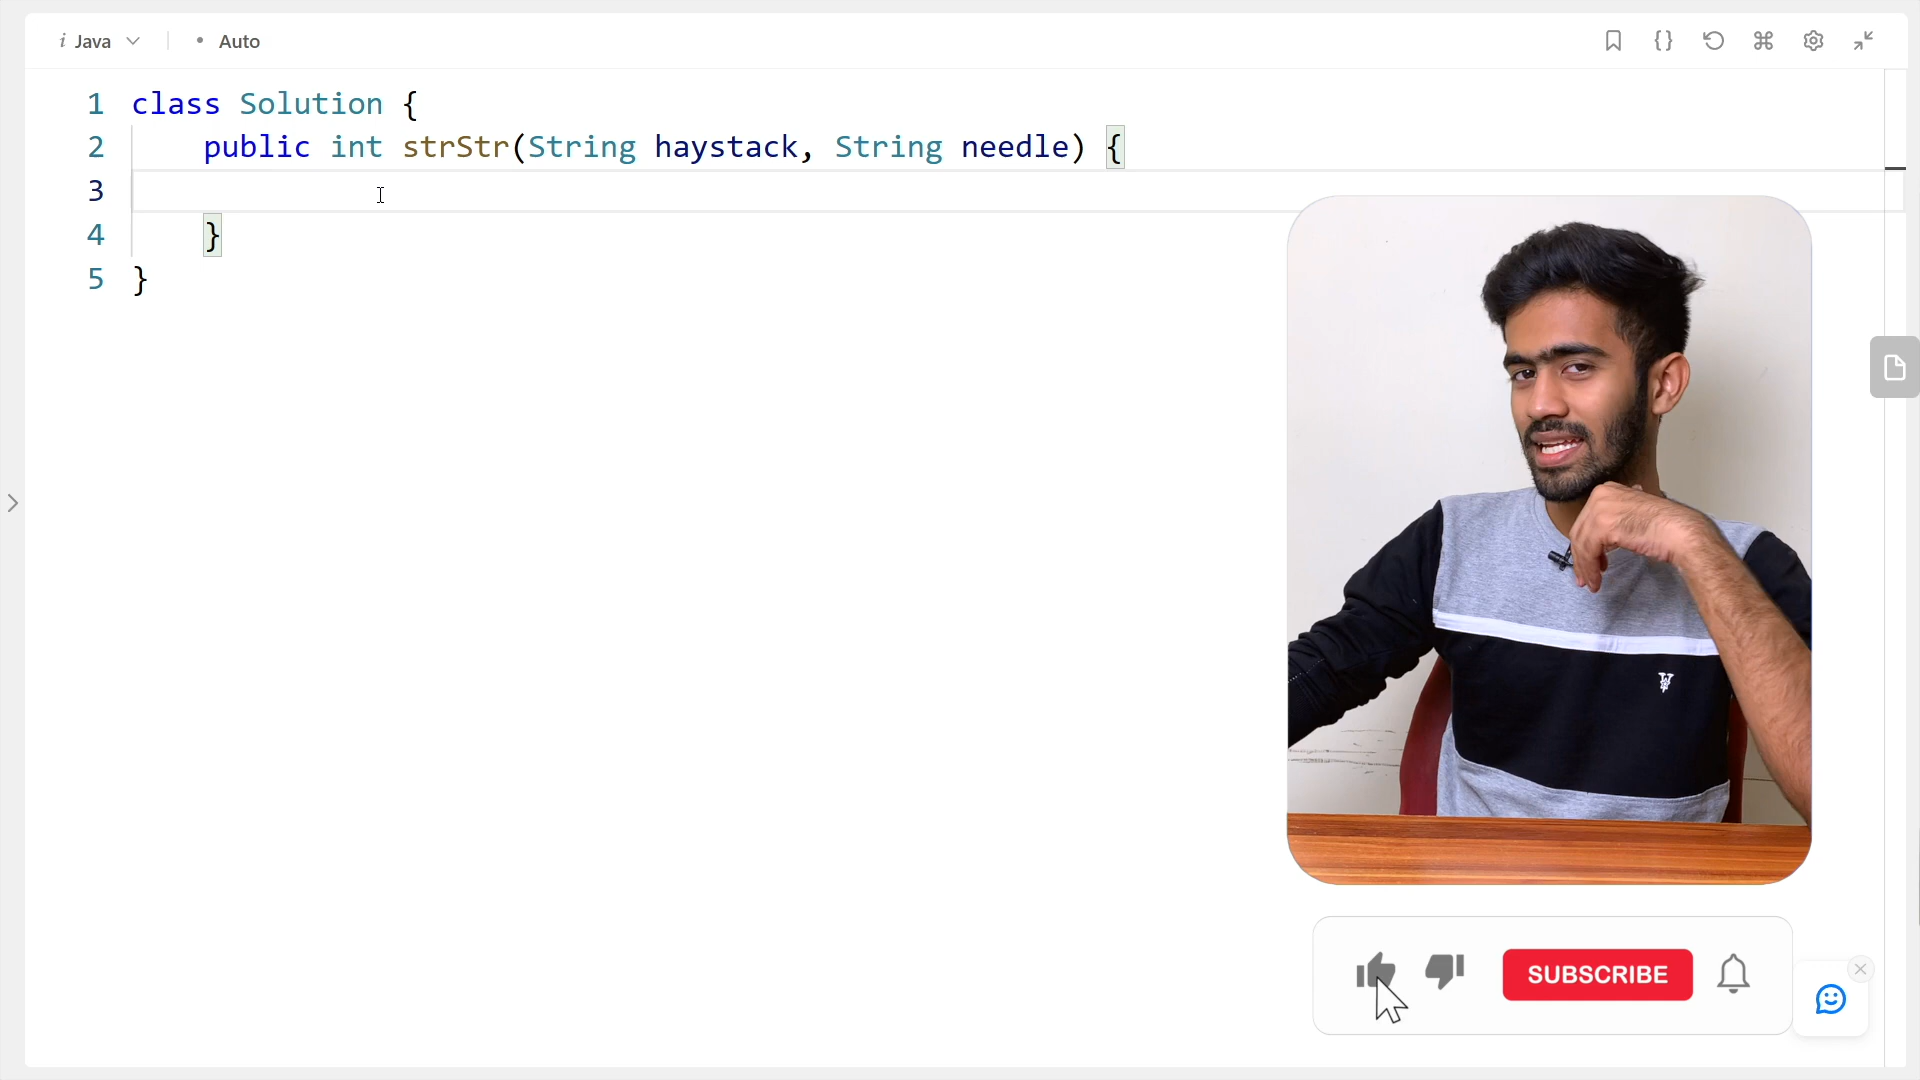 i Java • Auto
1 class Solution {
2 public int strStr(String haystack, String needle) {
3
4 }
5 }
SUBSCRIBE